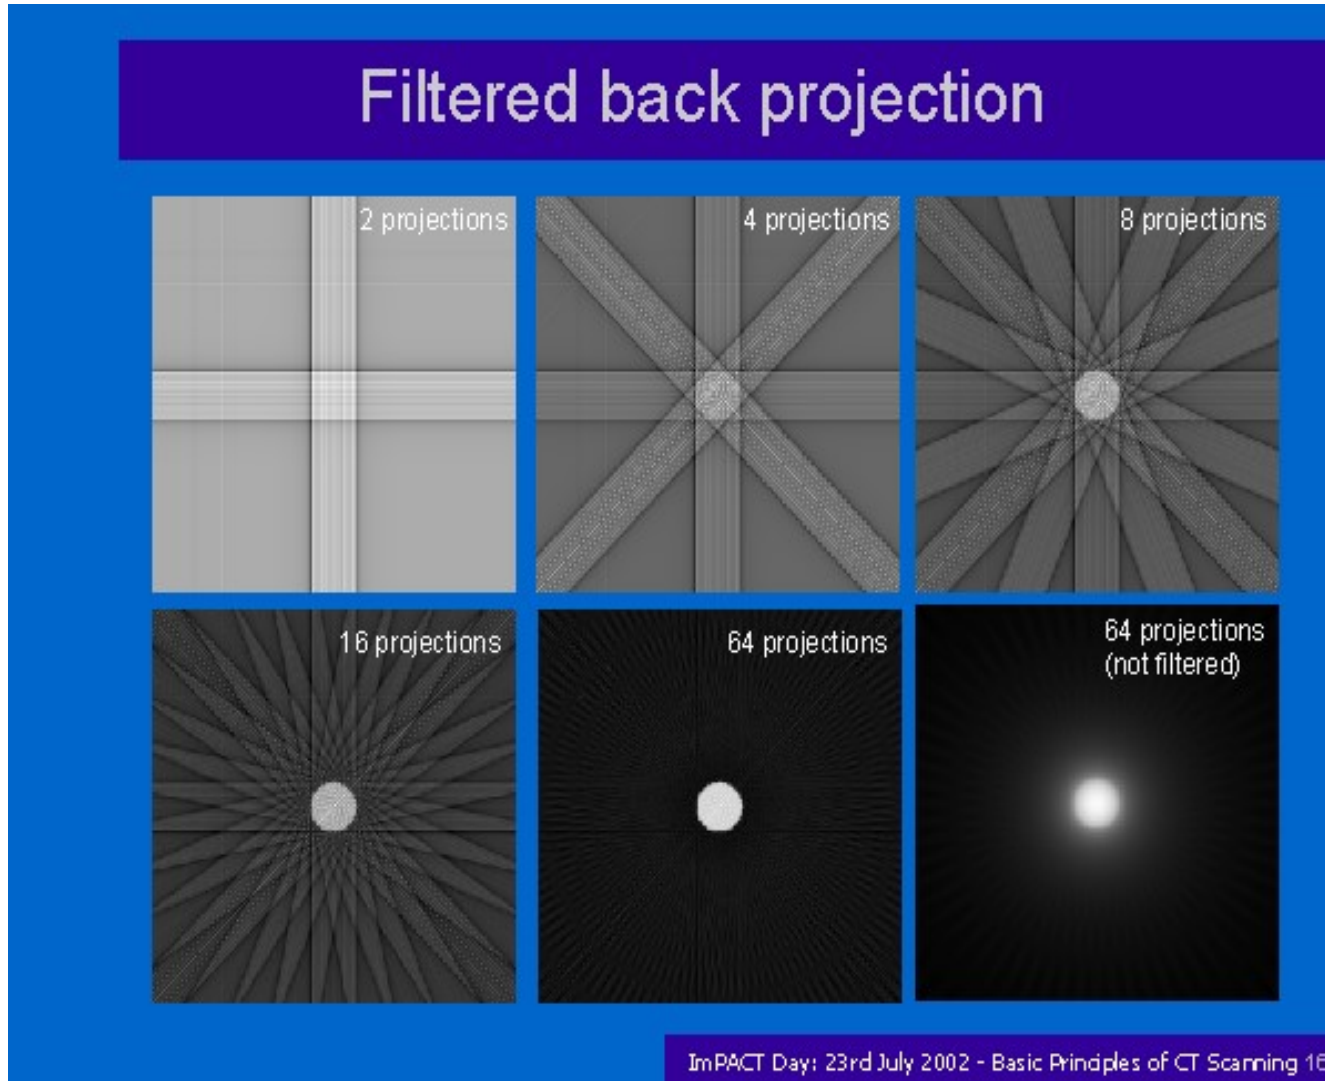 Filtered back projection
2 projections
4 projections
8 projections
16 projections
64 projections
64 projections
(not filtered)
ImPACT Day: 23rd July 2002 - Basic Principles of CT Scanning 16